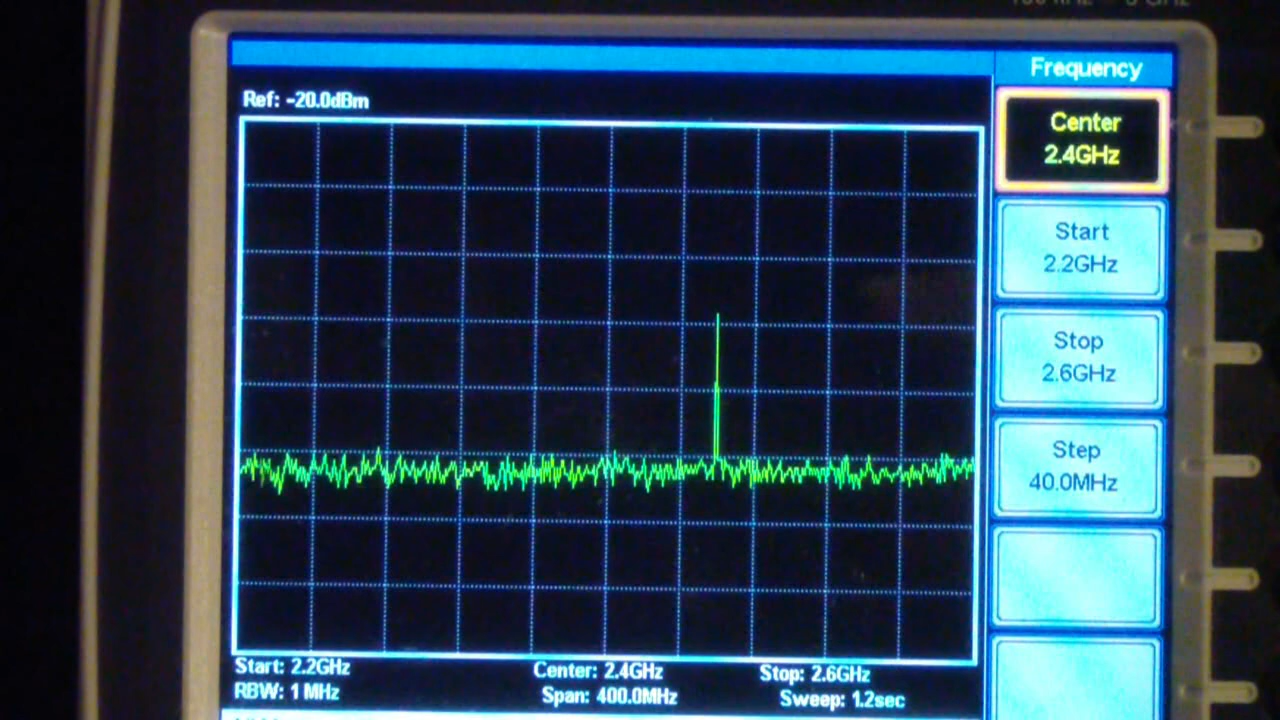 Frequency
Ref: -20.0dBm
Center
2.4GHz
Start
2.2GHz
Stop
2.6GHz
Step
40.0MHz
Start: 2.2GHz Center: 2.4GHz Stop: 2.6GHz
RBW: 1 MHz Span: 400.0MHz Sweep: 1.2sec